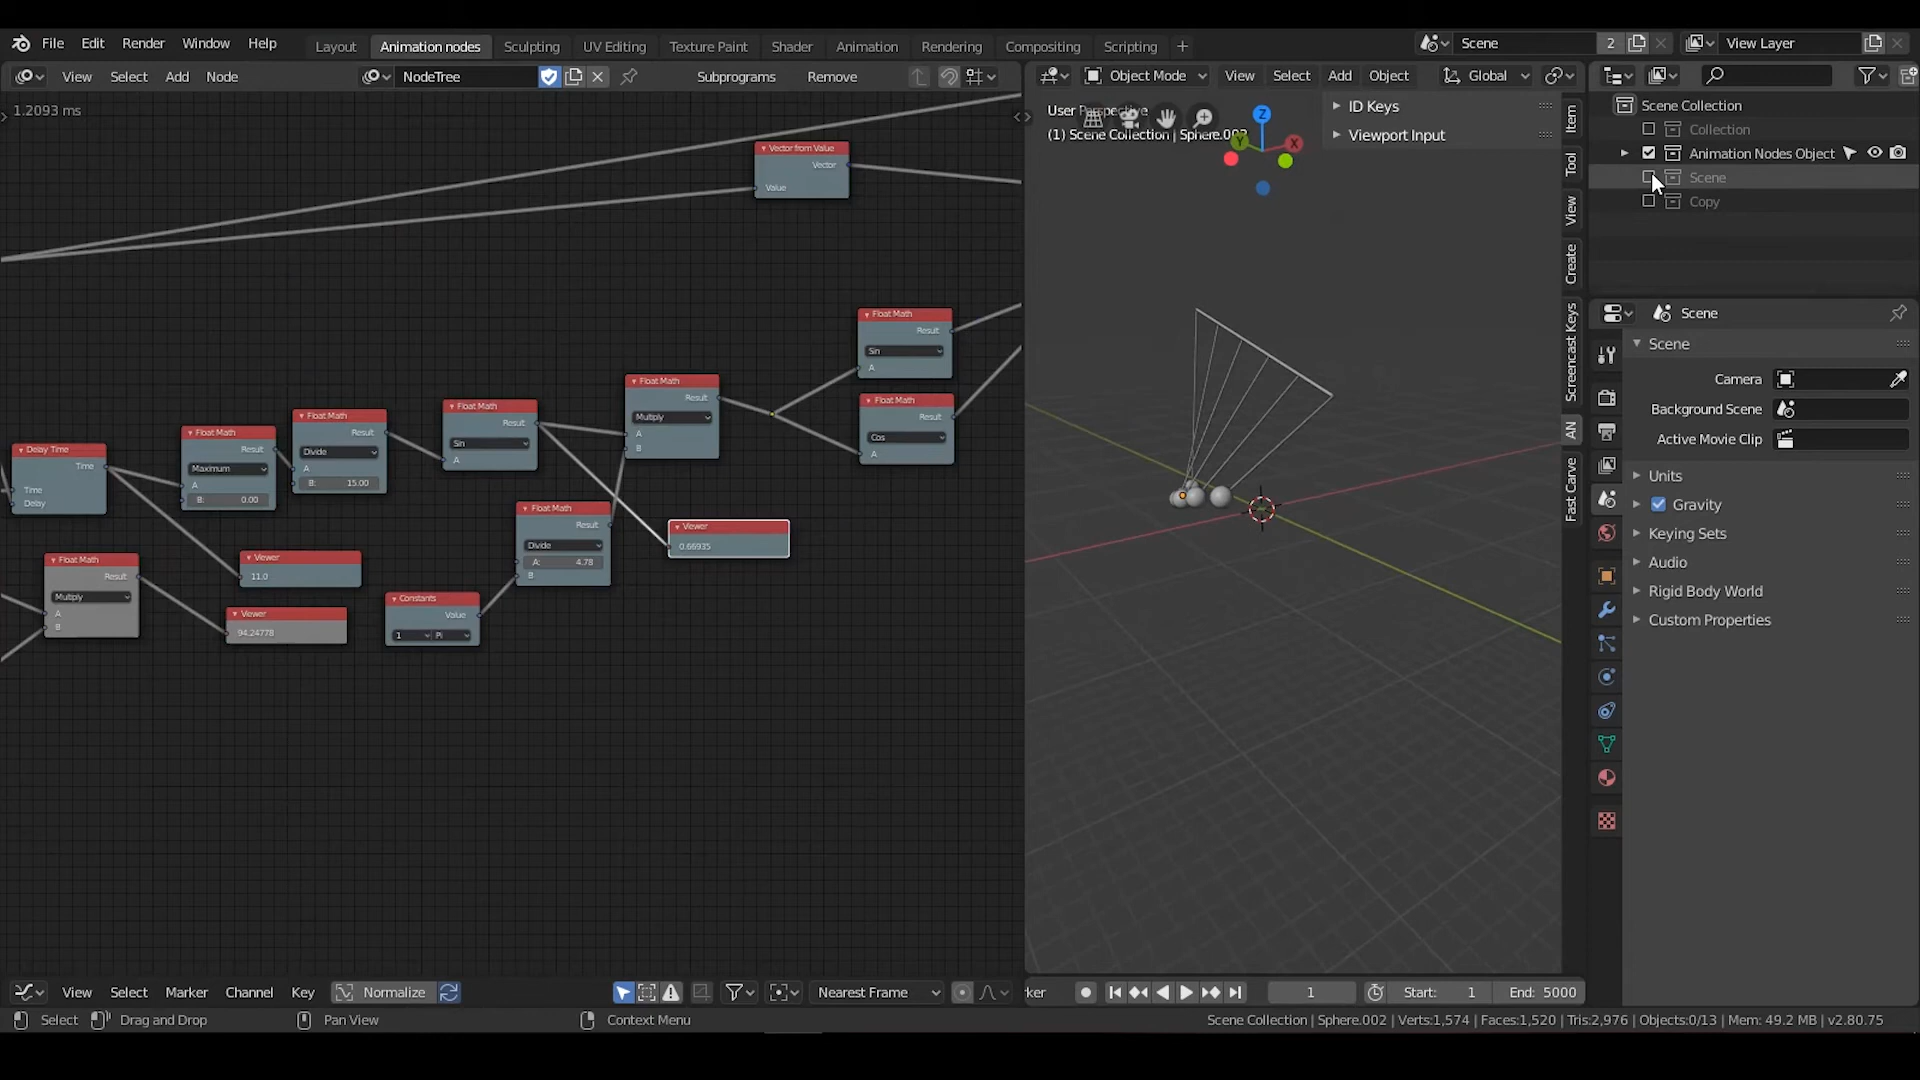 File Edit Render Window Help Layout Animation nodes Sculpting UV Editing Texture Paint Shader Animation Rendering Compositing Scripting + Scene 2 View Layer
View Select Add Node NodeTree Subprograms Remove Object Mode View Select Add Object Global
1.2093 ms
User Perspective
(1) Scene Collection | Sphere.002
ID Keys
Viewport Input
Z
Y
X
Item
Tool
View
Create
Screencast Keys
AN
Fast Carve
Scene Collection
Collection
Animation Nodes Object
Scene
Copy
Vector from Value
Vector
Value
Float Math
Result
Sin
A
Float Math
Result
Cos
A
Float Math
Result
Multiply
A
B
Float Math
Result
Sin
A
Float Math
Result
Divide
A
B: 15.00
Float Math
Result
Maximum
A
B: 0.00
Delay Time
Time
Time
Delay
Float Math
Result
Divide
A: 4.78
B
Viewer
0.66935
Viewer
11.0
Viewer
94.24778
Float Math
Result
Multiply
A
B
Constants
Value
1 Pi
Scene
Scene
Camera
Background Scene
Active Movie Clip
Units
Gravity
Keying Sets
Audio
Rigid Body World
Custom Properties
View Select Marker Channel Key Normalize Nearest Frame rker 1 Start: 1 End: 5000
Select Drag and Drop Pan View Context Menu Scene Collection | Sphere.002 | Verts:1,574 | Faces:1,520 | Tris:2,976 | Objects:0/13 | Mem: 49.2 MB | v2.80.75